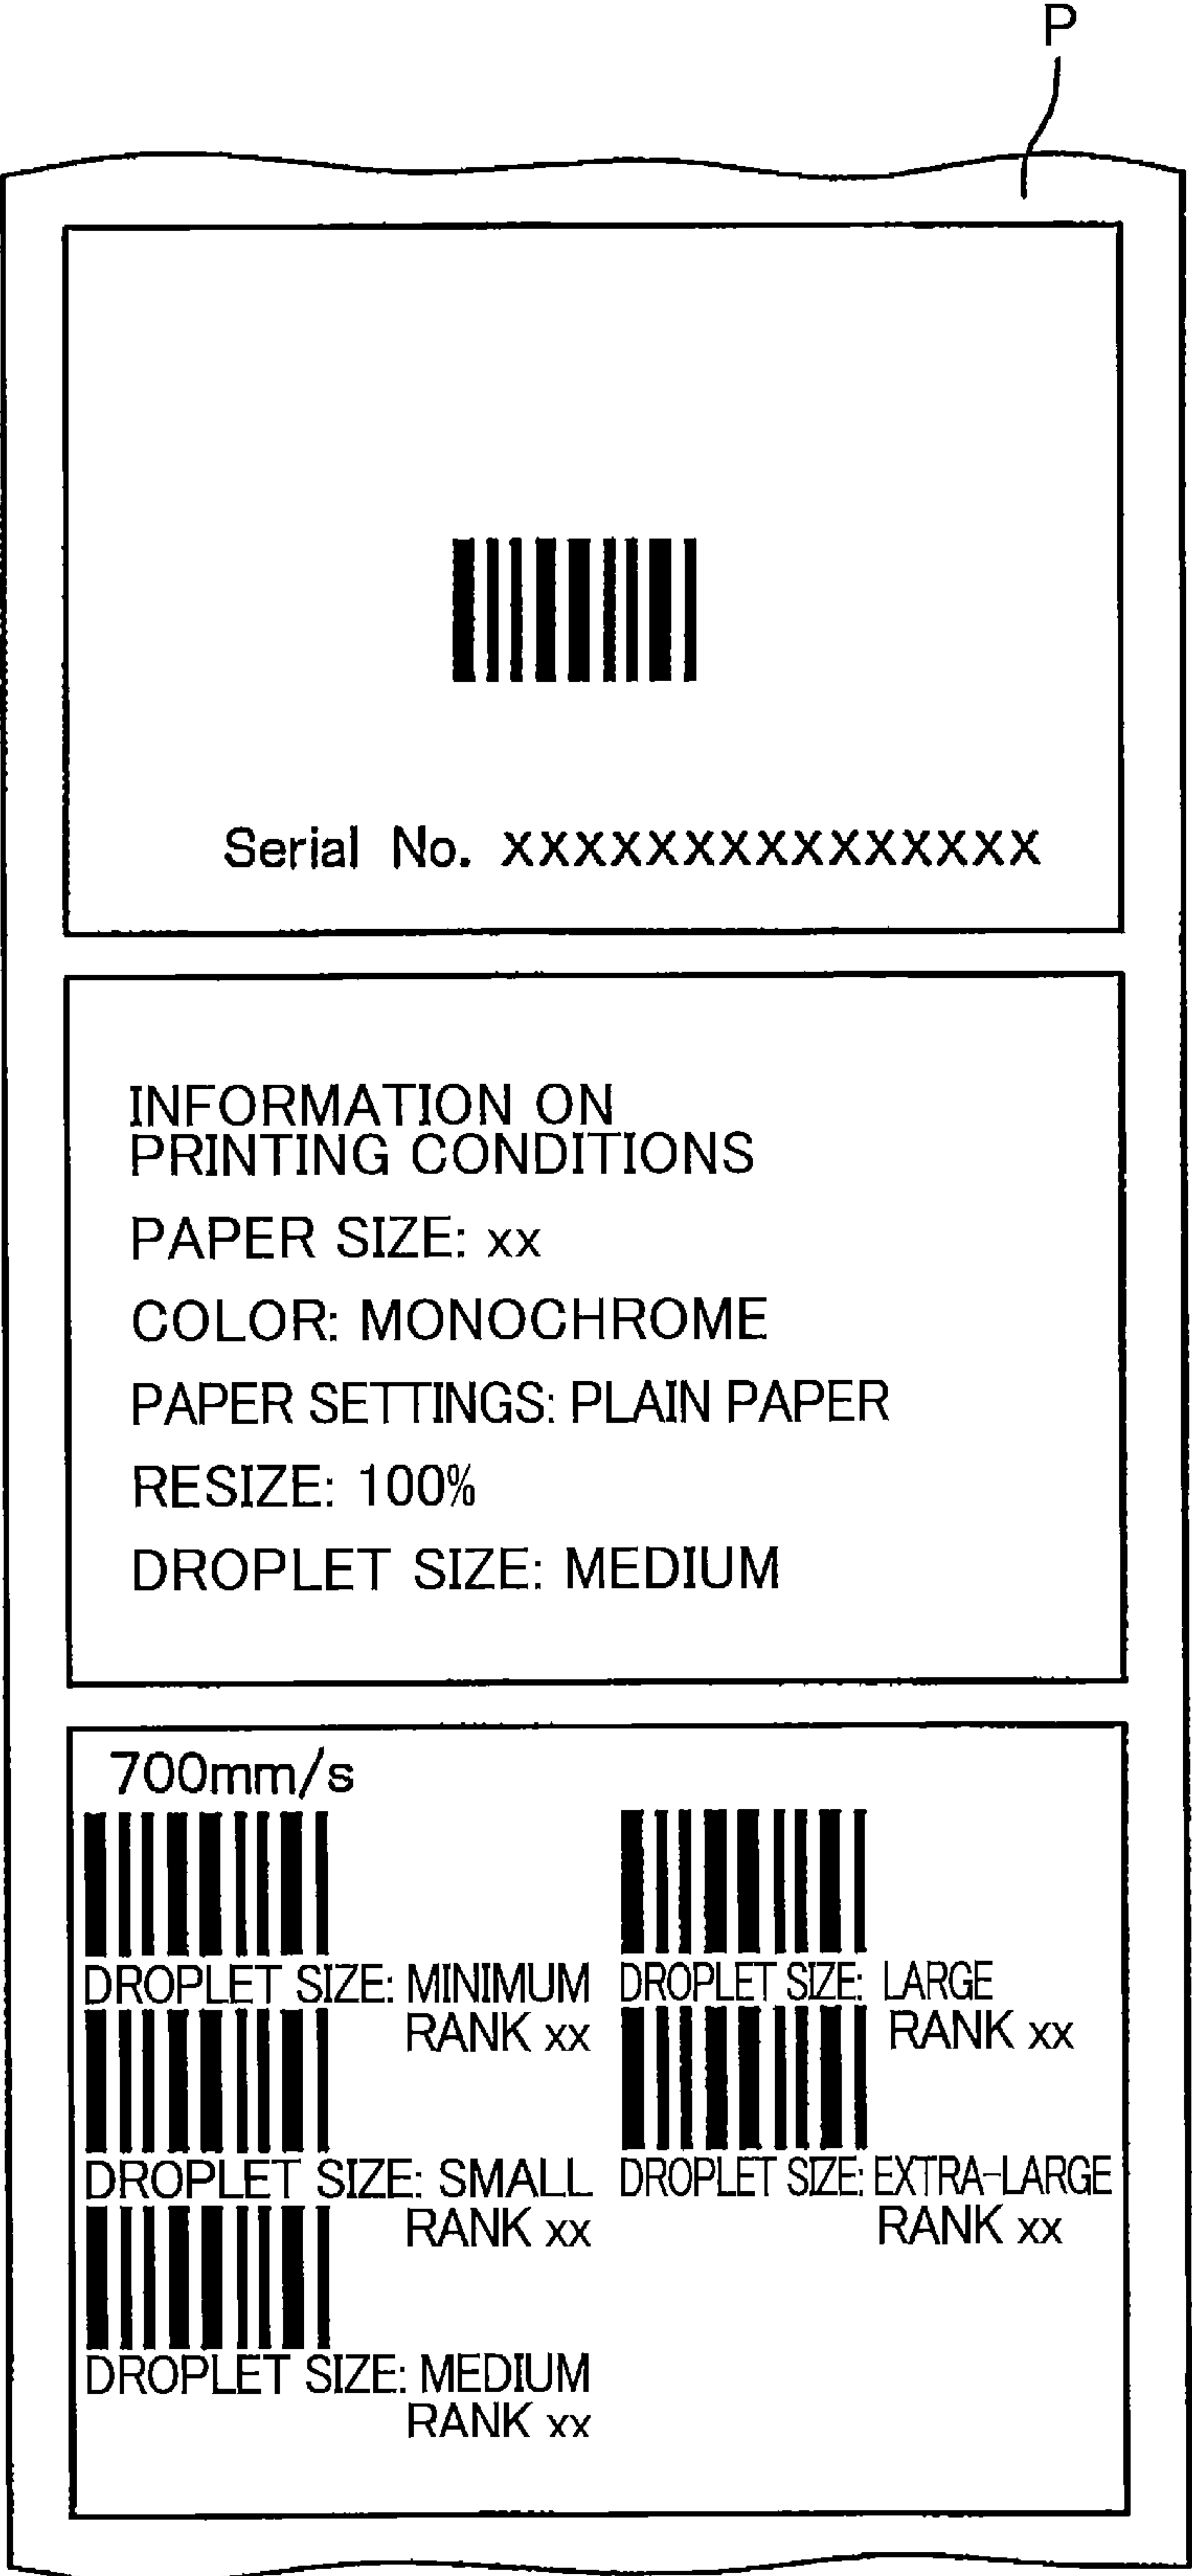 P
Serial No. XXXXXXXXXXXXXXX
INFORMATION ON
PRINTING CONDITIONS
PAPER SIZE: xx
COLOR: MONOCHROME
PAPER SETTINGS: PLAIN PAPER
RESIZE: 100%
DROPLET SIZE: MEDIUM
700mm/s
DROPLET SIZE: MINIMUM
RANK xx
DROPLET SIZE: LARGE
RANK xx
DROPLET SIZE: SMALL
RANK xx
DROPLET SIZE: EXTRA-LARGE
RANK xx
DROPLET SIZE: MEDIUM
RANK xx